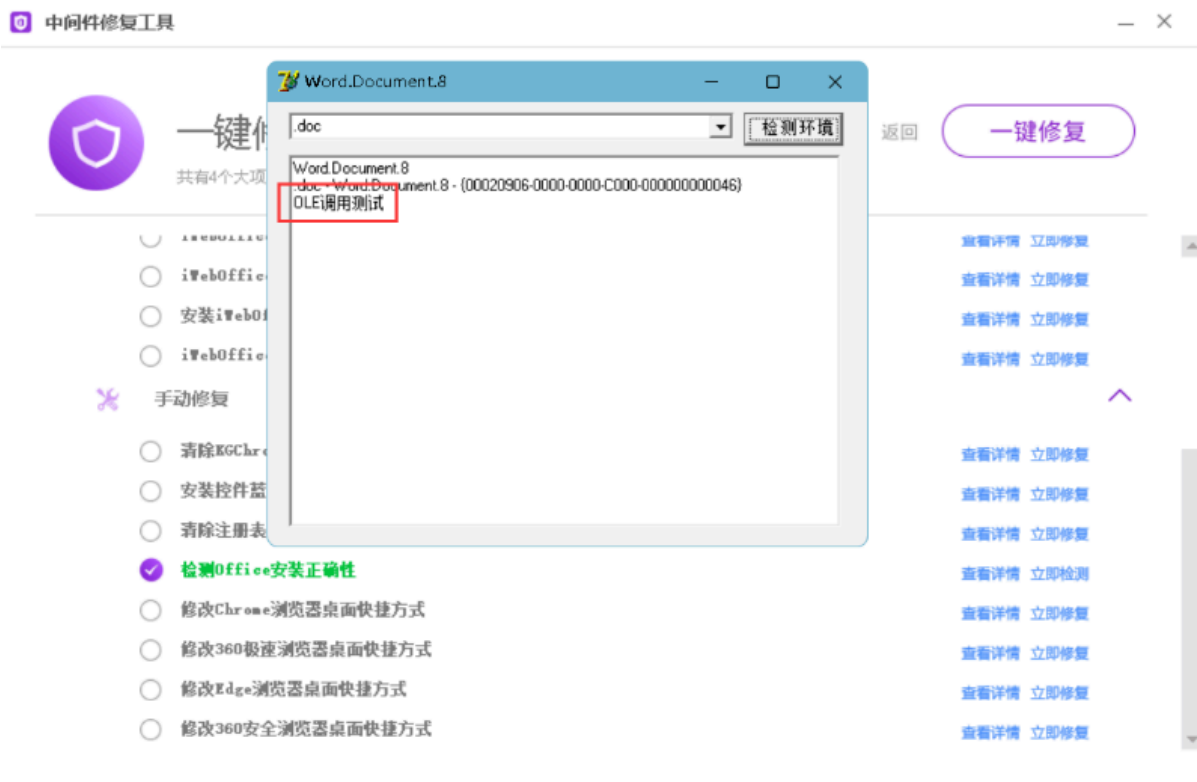 中间件修复工具
Word.Document.8
.doc
检测环境
一键修
返回
一键修复
共有4个大项
Word.Document.8
.doc - Word.Document.8 - {00020906-0000-0000-C000-000000000046}
OLE调用测试
iWebOffice
查看详情 立即修复
iWebOffice
查看详情 立即修复
安装iWebOf
查看详情 立即修复
iWebOffice
查看详情 立即修复
手动修复
清除KGChro
查看详情 立即修复
安装控件蓝
查看详情 立即修复
清除注册表
查看详情 立即修复
检测Office安装正确性
查看详情 立即检测
修改Chrome浏览器桌面快捷方式
查看详情 立即修复
修改360极速浏览器桌面快捷方式
查看详情 立即修复
修改Edge浏览器桌面快捷方式
查看详情 立即修复
修改360安全浏览器桌面快捷方式
查看详情 立即修复